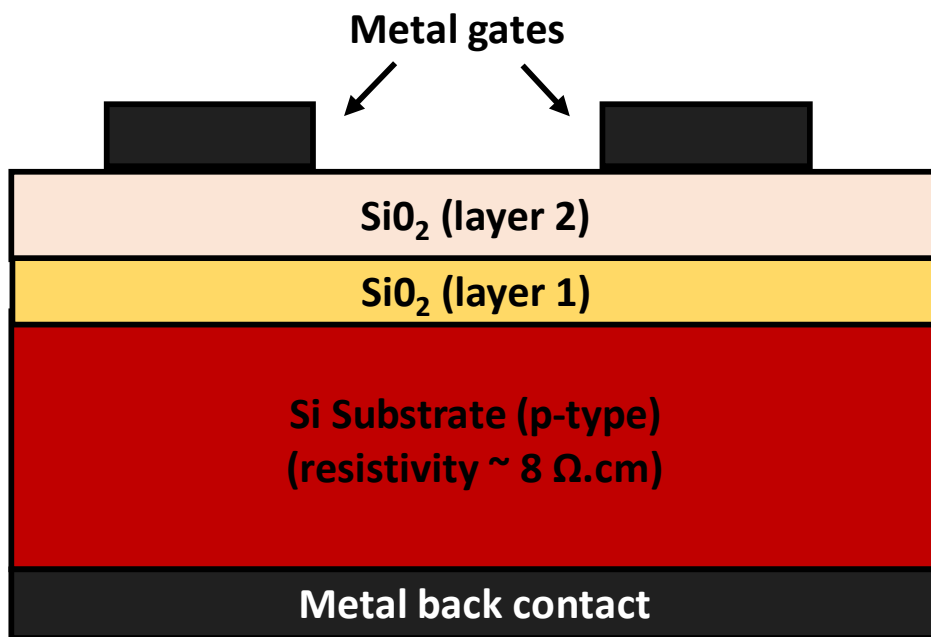 Metal gates
Si0₂ (layer 2)
Si0₂ (layer 1)
Si Substrate (p-type)
(resistivity ~ 8 Ω.cm)
Metal back contact